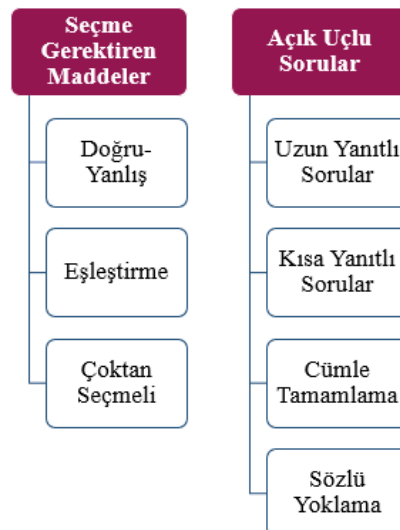 Seçme
Gerektiren
Maddeler
Doğru-
Yanlış
Eşleştirme
Çoktan
Seçmeli
Açık Uçlu
Sorular
Uzun Yanıtlı
Sorular
Kısa Yanıtlı
Sorular
Cümle
Tamamlama
Sözlü
Yoklama